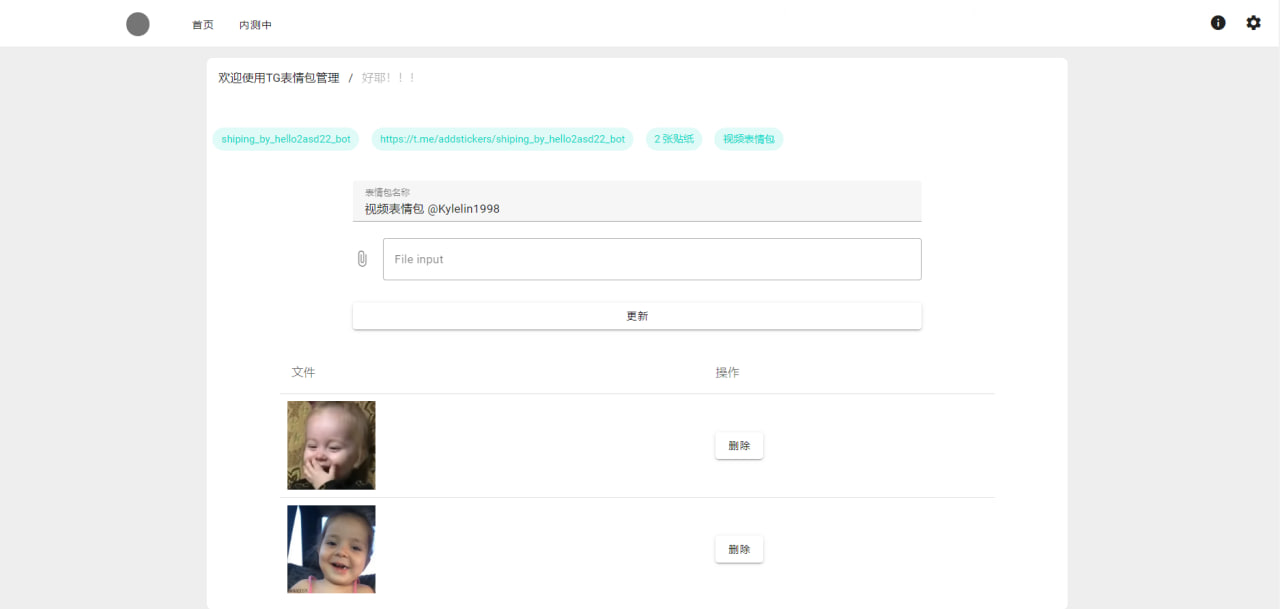 首页 内测中
欢迎使用TG表情包管理 / 好耶！！！
shiping_by_hello2asd22_bot https://t.me/addstickers/shiping_by_hello2asd22_bot 2 张贴纸 视频表情包
表情包名称
视频表情包 @Kylelin1998
File input
更新
文件 操作
删除
删除